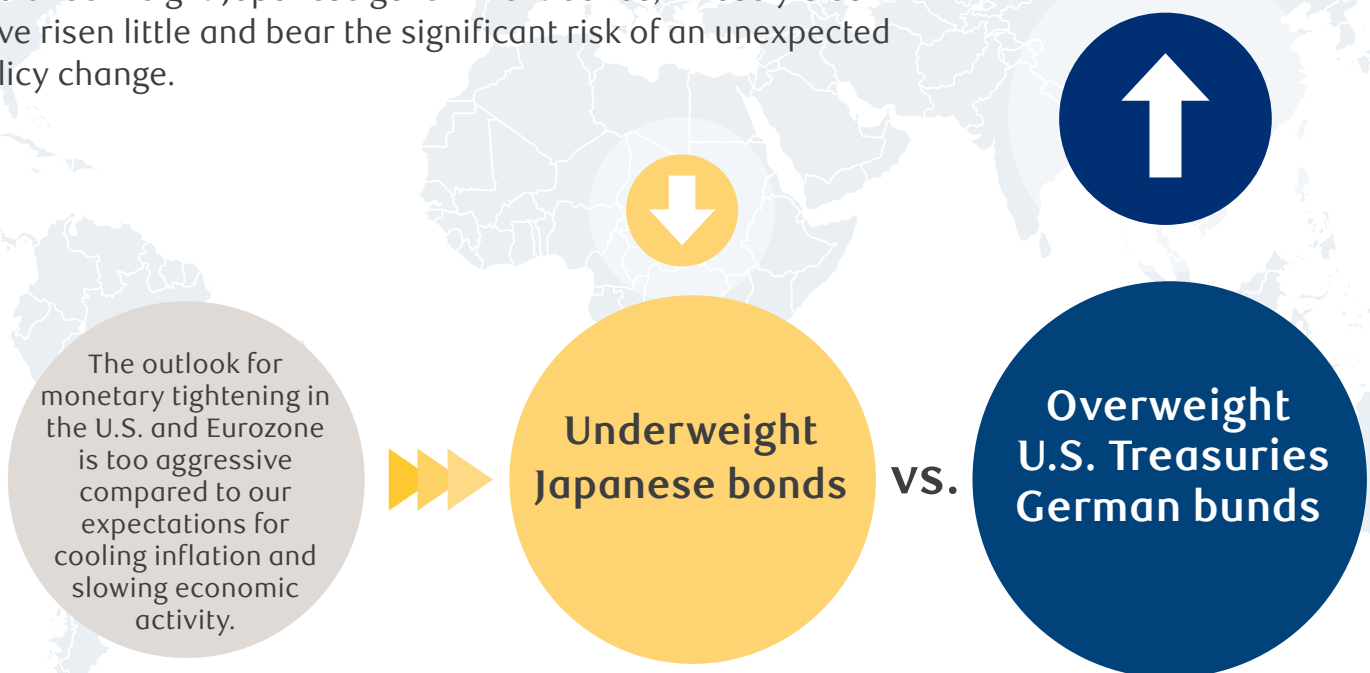 ve risen little and bear the significant risk of an unexpected
licy change.
The outlook for
monetary tightening in
the U.S. and Eurozone
is too aggressive
compared to our
expectations for
cooling inflation and
slowing economic
activity.
Underweight
Japanese bonds
vs.
Overweight
U.S. Treasuries
German bunds